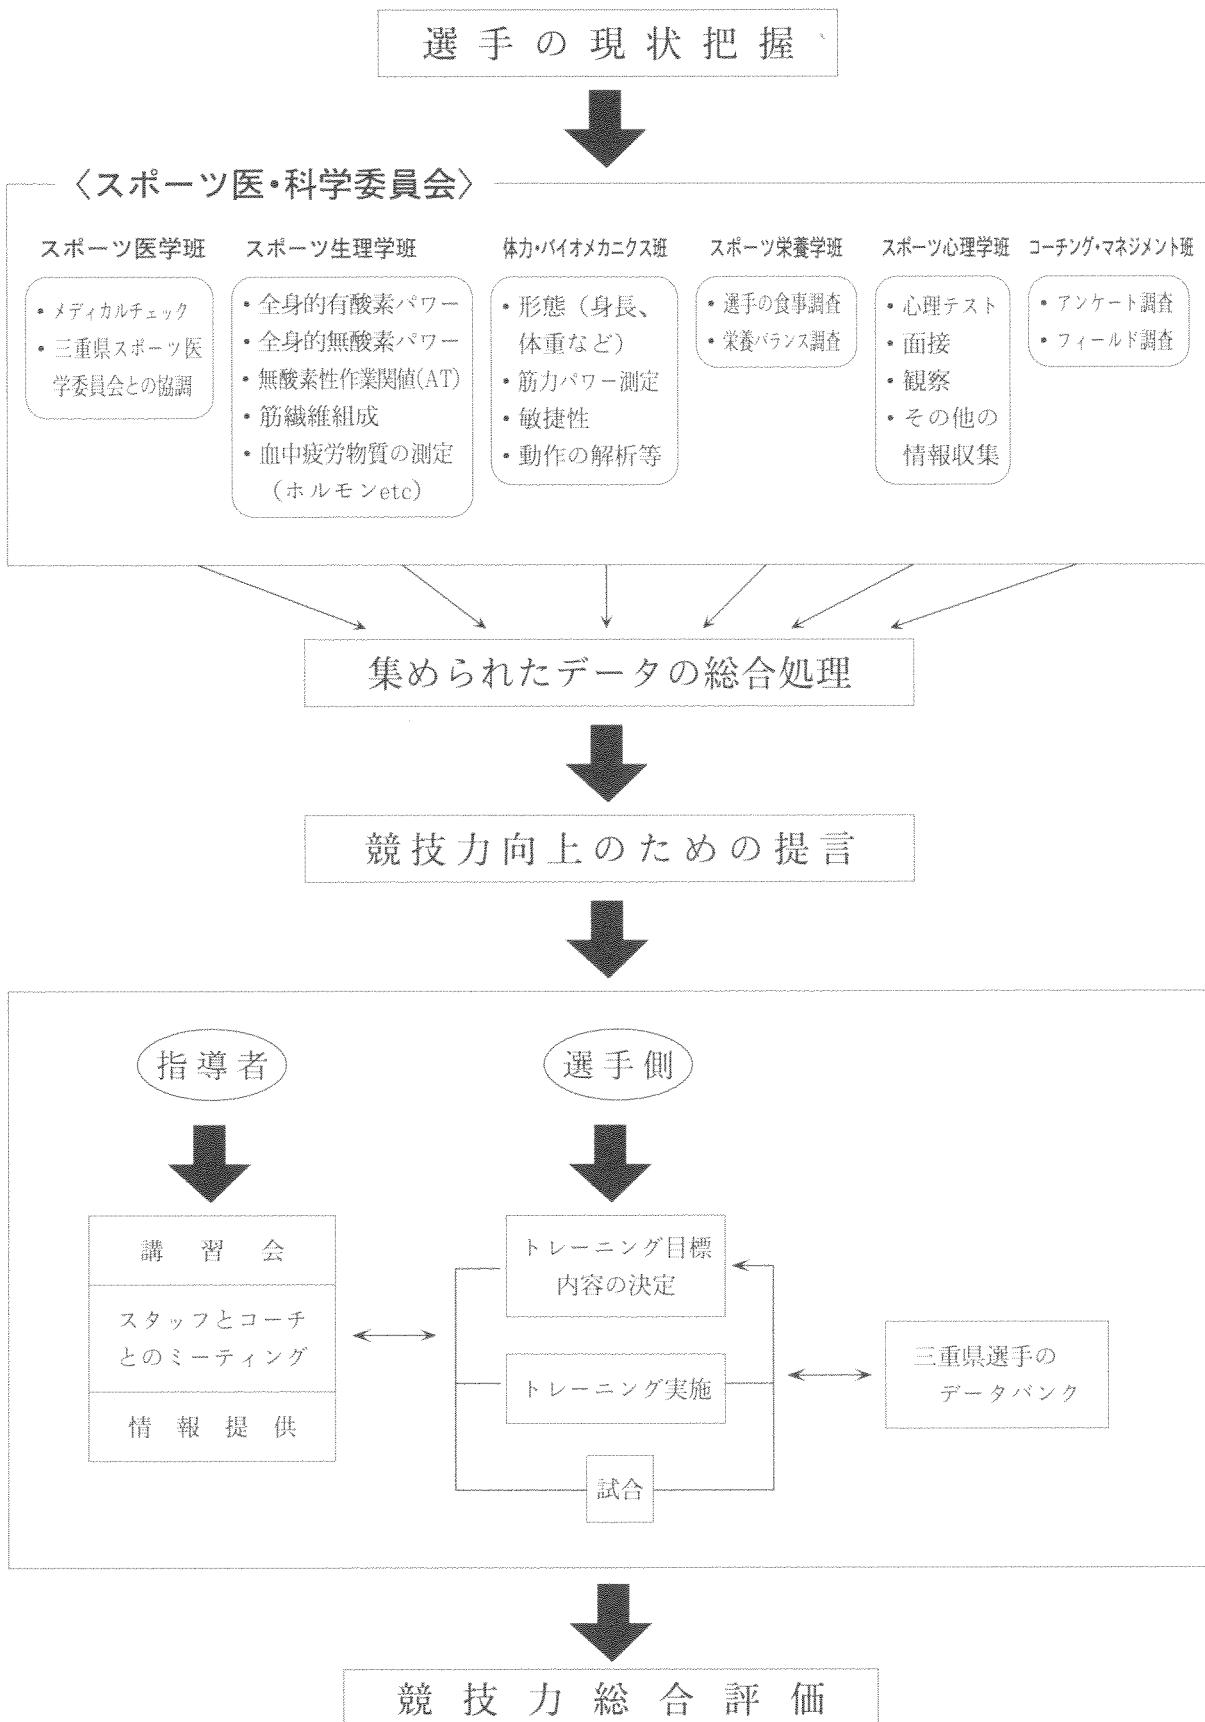 選手の現状把握
〈スポーツ医・科学委員会〉
スポーツ医学班
・メディカルチェック
・三重県スポーツ医
学委員会との協調
スポーツ生理学班
・全身的有酸素パワー
・全身的無酸素パワー
・無酸素性作業閾値(AT)
・筋繊維組成
・血中疲労物質の測定
(ホルモンetc)
体力・バイオメカニクス班
・形態(身長、
体重など)
・筋力パワー測定
・敏捷性
・動作の解析等
スポーツ栄養学班
・選手の食事調査
・栄養バランス調査
スポーツ心理学班
・心理テスト
・面接
・観察
・その他の
情報収集
コーチング・マネジメント班
・アンケート調査
・フィールド調査
集められたデータの総合処理
競技力向上のための提言
指導者
講習会
スタッフとコーチ
とのミーティング
情報提供
選手側
トレーニング目標
内容の決定
トレーニング実施
試合
三重県選手の
データバンク
競技力総合評価